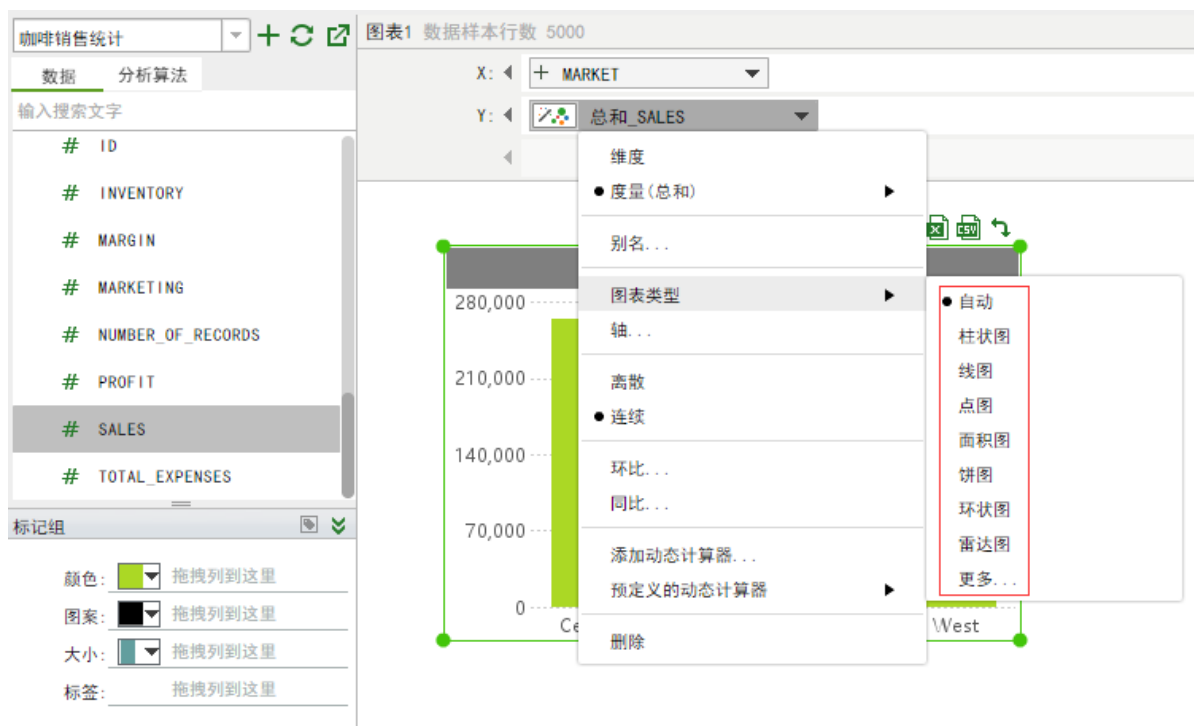 咖啡销售统计
数据 分析算法
输入搜索文字
# ID
# INVENTORY
# MARGIN
# MARKETING
# NUMBER_OF_RECORDS
# PROFIT
# SALES
# TOTAL_EXPENSES
标记组
颜色: 拖拽列到这里
图案: 拖拽列到这里
大小: 拖拽列到这里
标签: 拖拽列到这里
图表1 数据样本行数 5000
X: + MARKET
Y: 总和_SALES
维度
度量(总和)
别名...
图表类型
轴...
离散
连续
环比...
同比...
添加动态计算器...
预定义的动态计算器
删除
X CSV
自动
柱状图
线图
点图
面积图
饼图
环状图
雷达图
更多...
280,000
210,000
140,000
70,000
0
Ce West